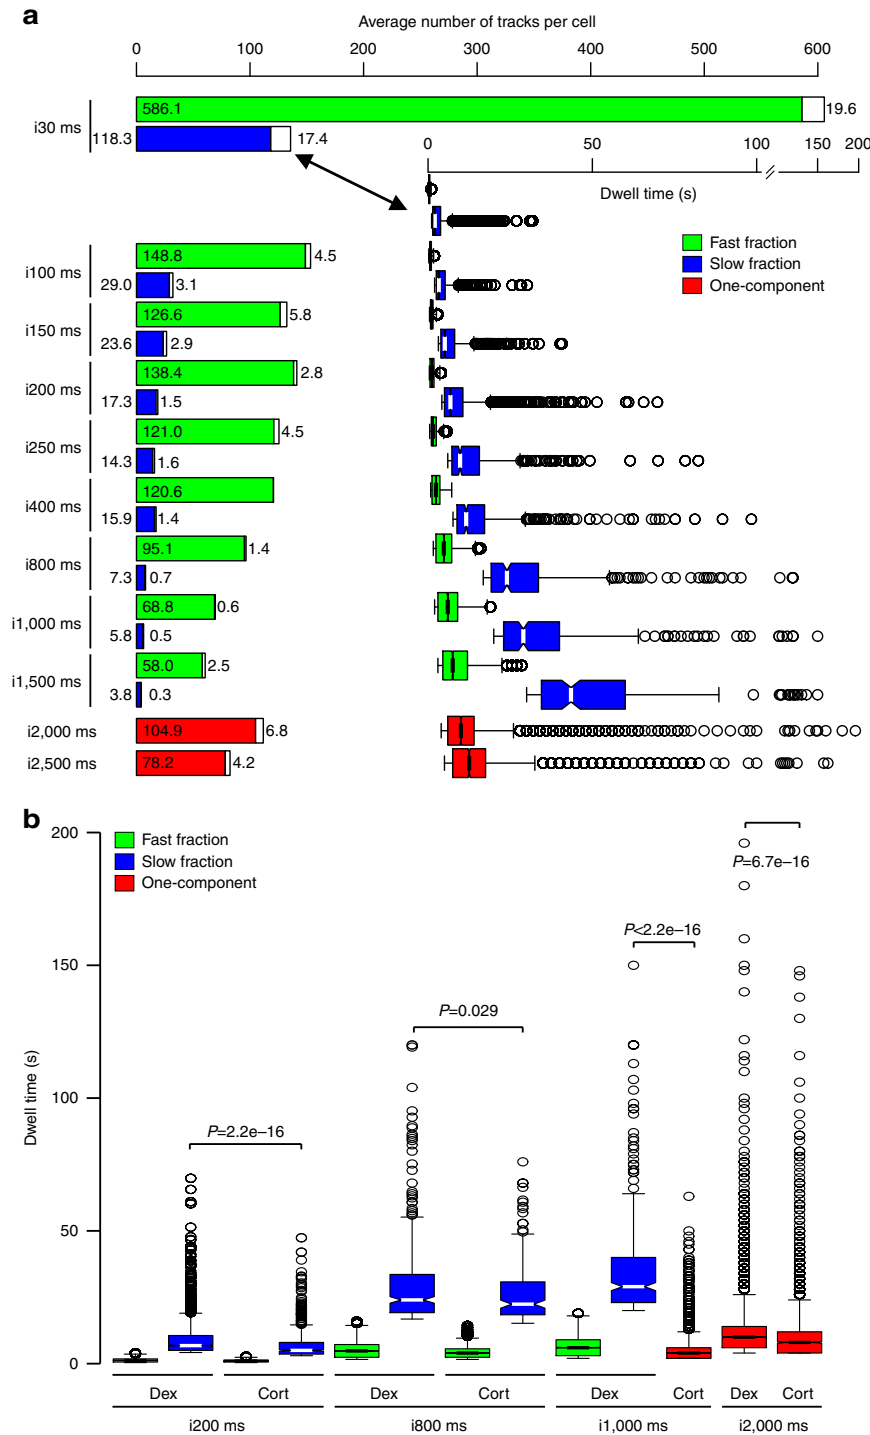 a
Average number of tracks per cell
0 100 200 300 400 500 600
i30 ms
586.1 19.6
118.3 17.4
0 50 100 150 200
Dwell time (s)
Fast fraction
Slow fraction
One-component
i100 ms
148.8 4.5
29.0 3.1
i150 ms
126.6 5.8
23.6 2.9
i200 ms
138.4 2.8
17.3 1.5
i250 ms
121.0 4.5
14.3 1.6
i400 ms
120.6
15.9 1.4
i800 ms
95.1 1.4
7.3 0.7
i1,000 ms
68.8 0.6
5.8 0.5
i1,500 ms
58.0 2.5
3.8 0.3
i2,000 ms 104.9 6.8
i2,500 ms 78.2 4.2
b
200
150
100
50
0
Dwell time (s)
Fast fraction
Slow fraction
One-component
P=2.2e−16
P=0.029
P<2.2e−16
P=6.7e−16
Dex Cort Dex Cort Dex Cort Dex Cort
i200 ms i800 ms i1,000 ms i2,000 ms